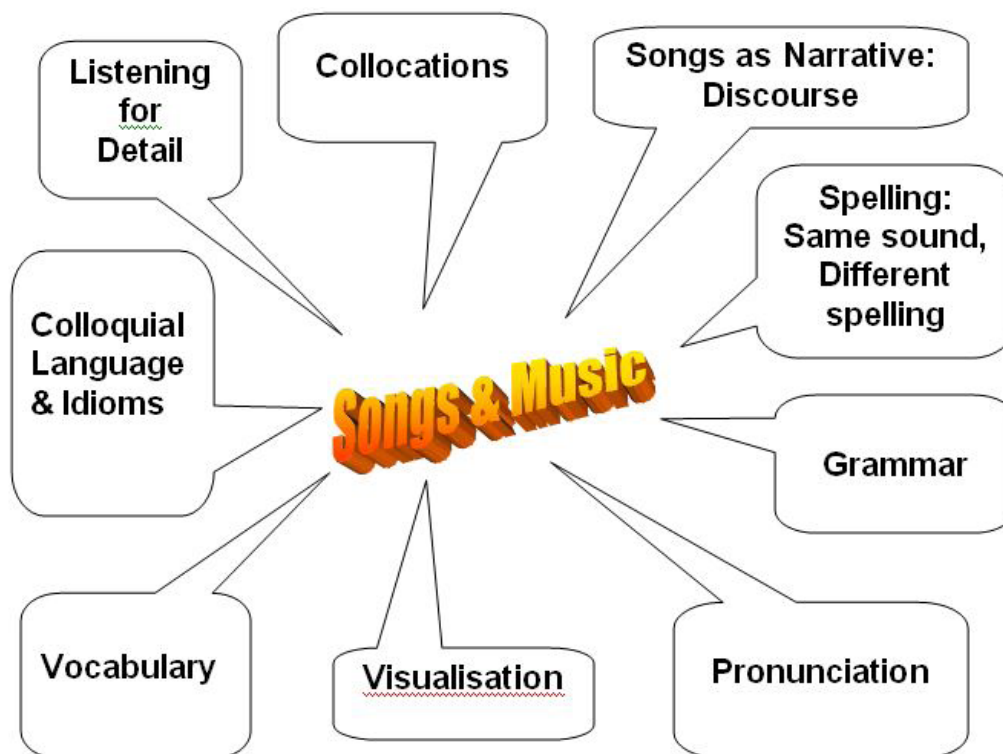 Listening
for
Detail
Collocations
Songs as Narrative:
Discourse
Spelling:
Same sound,
Different
spelling
Colloquial
Language
& Idioms
Songs & Music
Grammar
Vocabulary
Visualisation
Pronunciation